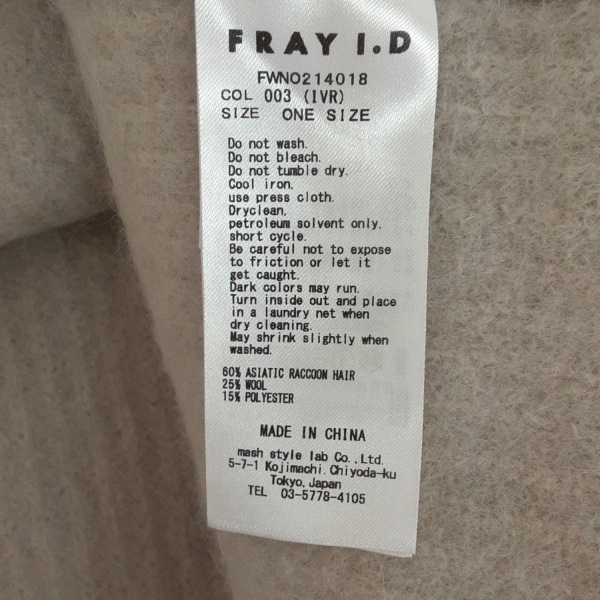 FRAY I.D
FWNO214018
COL 003 (IVR)
SIZE ONE SIZE
Do not wash.
Do not bleach.
Do not tumble dry.
Cool iron,
use press cloth.
Dryclean,
petroleum solvent only,
short cycle.
Be careful not to expose
to friction or let it
get caught.
Dark colors may run.
Turn inside out and place
in a laundry net when
dry cleaning.
May shrink slightly when
washed.
60% ASIATIC RACCOON HAIR
25% WOOL
15% POLYESTER
MADE IN CHINA
mash style lab Co.,Ltd.
5-7-1 Kojimachi.Chiyoda-ku
Tokyo,Japan
TEL 03-5778-4105